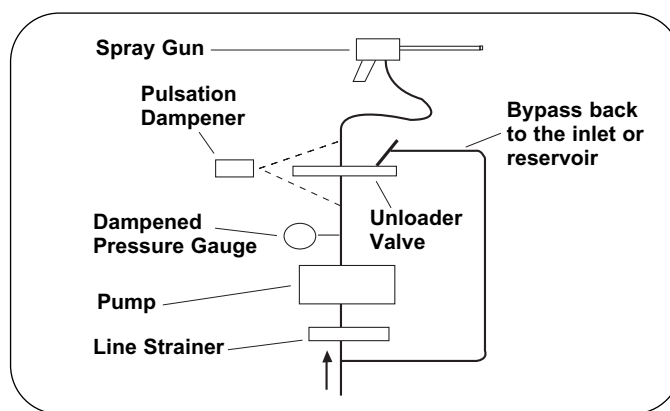 Spray Gun
Pulsation
Dampener
Bypass back
to the inlet or
reservoir
Dampened
Pressure Gauge
Unloader
Valve
Pump
Line Strainer